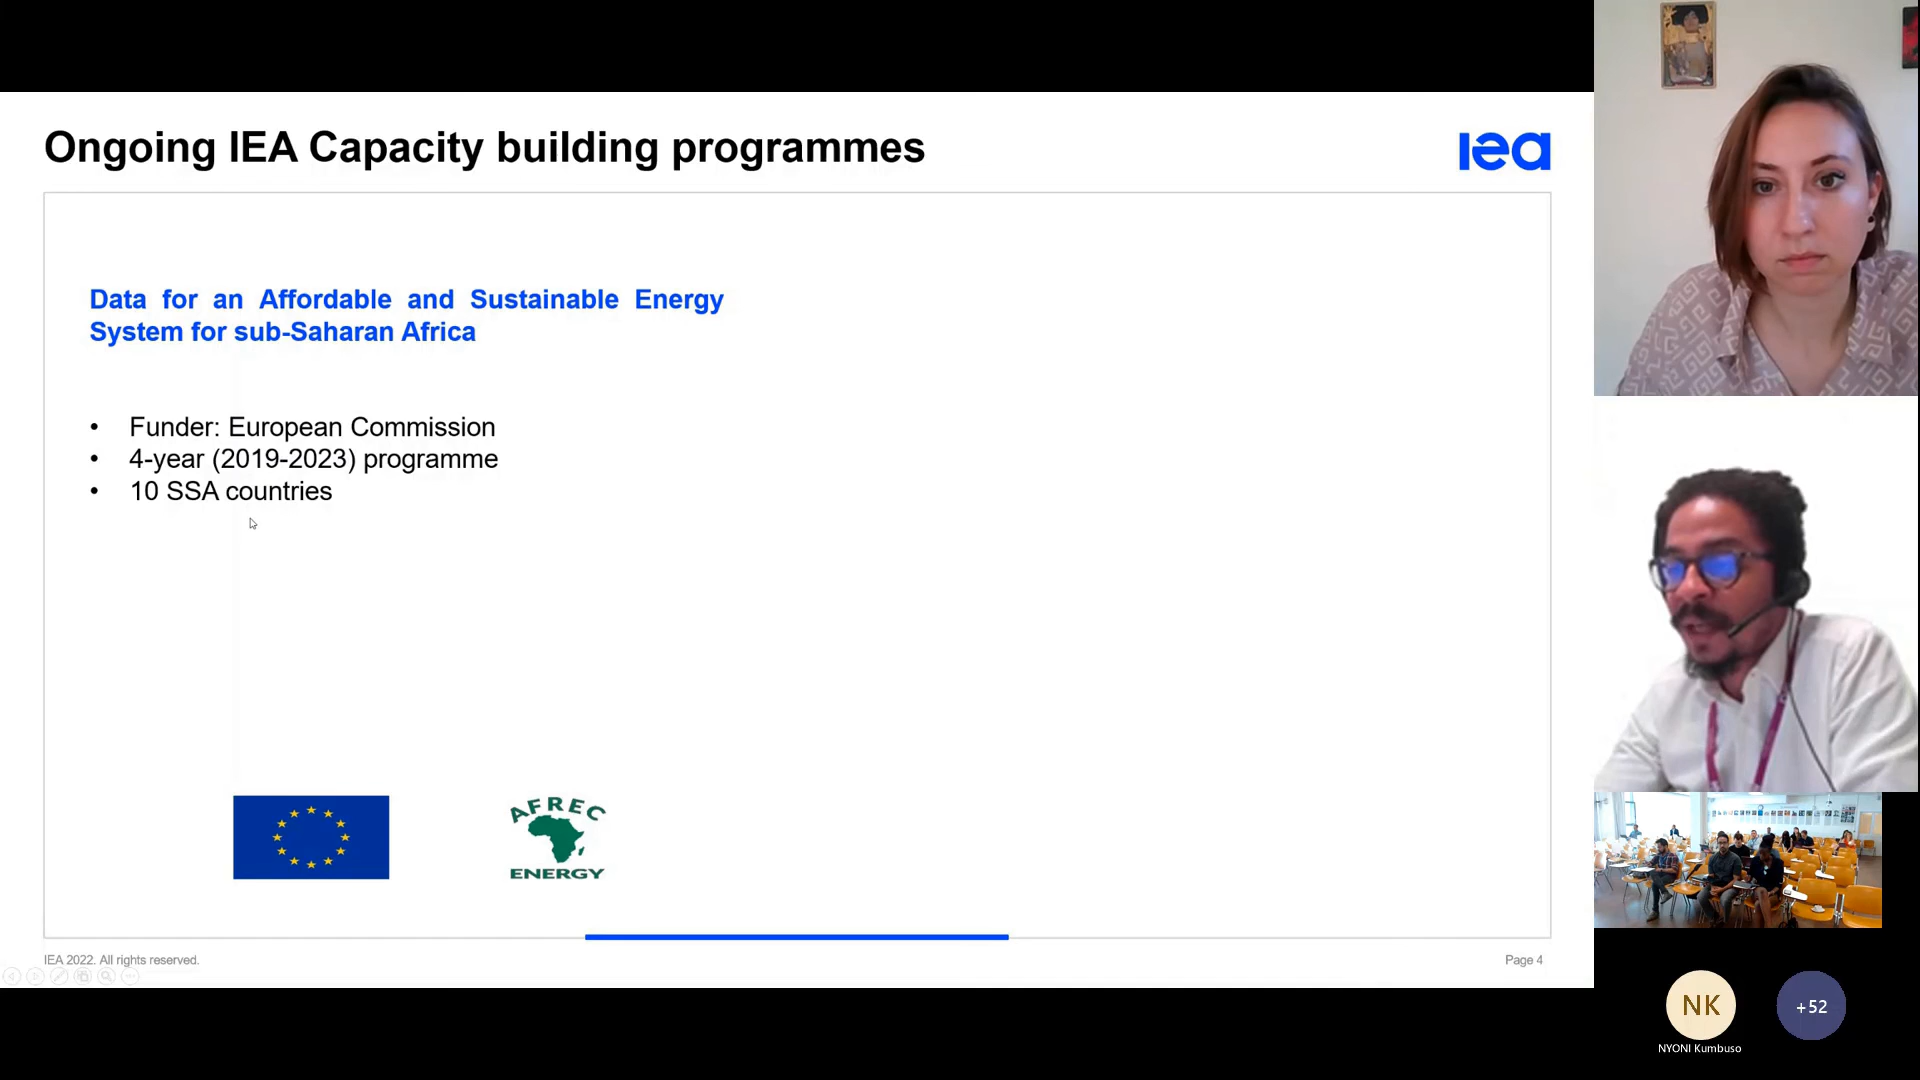 Ongoing IEA Capacity building programmes
iea
Data for an Affordable and Sustainable Energy
System for sub-Saharan Africa
• Funder: European Commission
• 4-year (2019-2023) programme
• 10 SSA countries
AFREC
ENERGY
IEA 2022. All rights reserved.
Page 4
NK
+52
NYONI Kumbuso